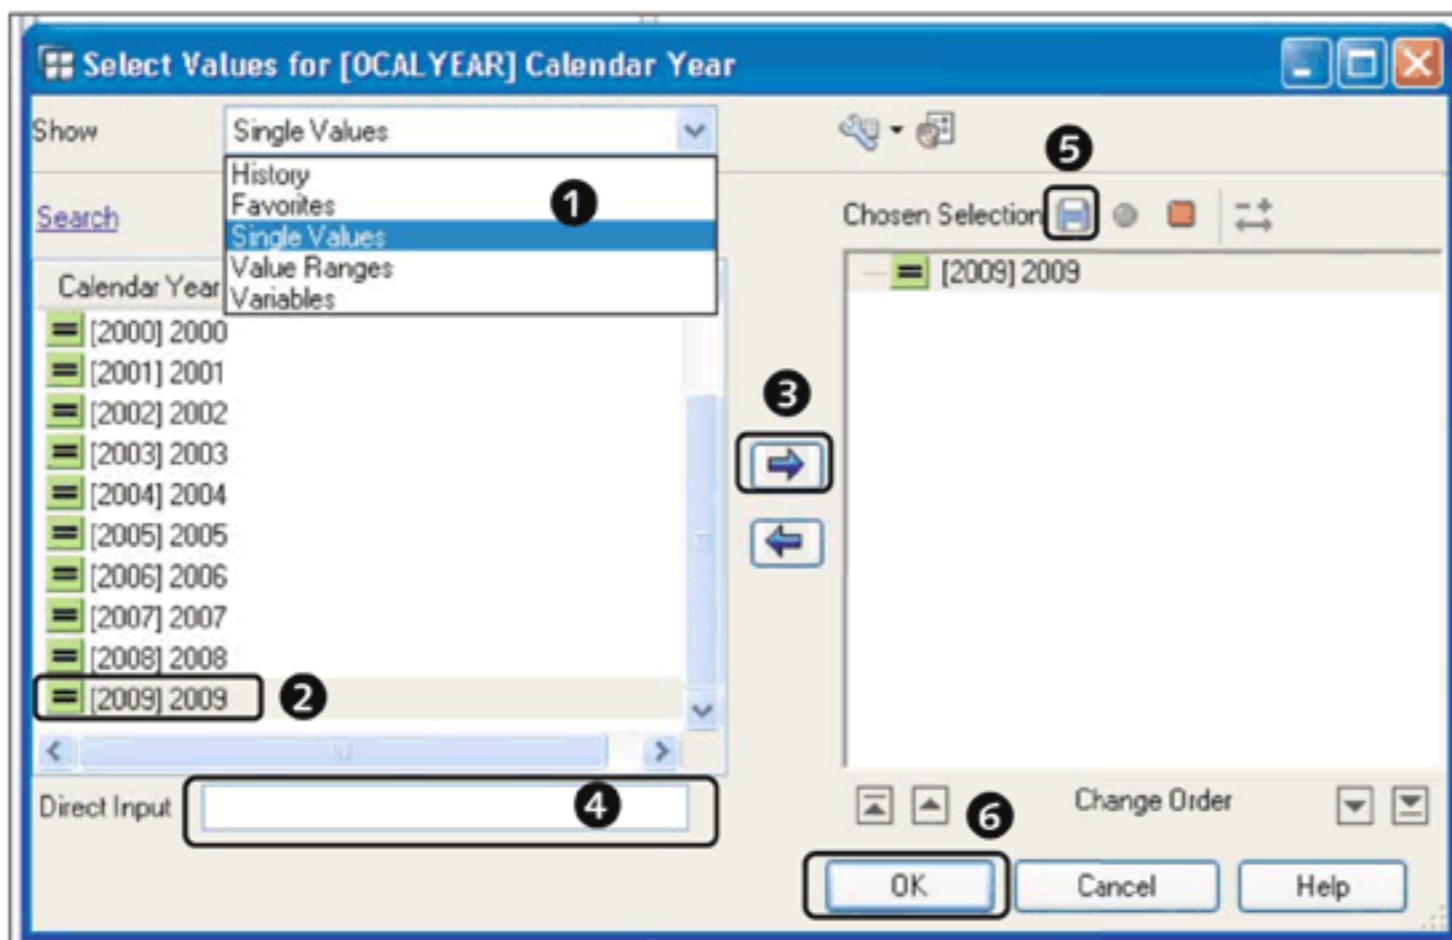 Select Values for [0CALYEAR] Calendar Year
Show
Single Values
History
Favorites
Single Values
Value Ranges
Variables
1
Search
Calendar Year
[2000] 2000
[2001] 2001
[2002] 2002
[2003] 2003
[2004] 2004
[2005] 2005
[2006] 2006
[2007] 2007
[2008] 2008
[2009] 2009
2
Direct Input
4
3
5
Chosen Selection
[2009] 2009
Change Order
6
OK
Cancel
Help